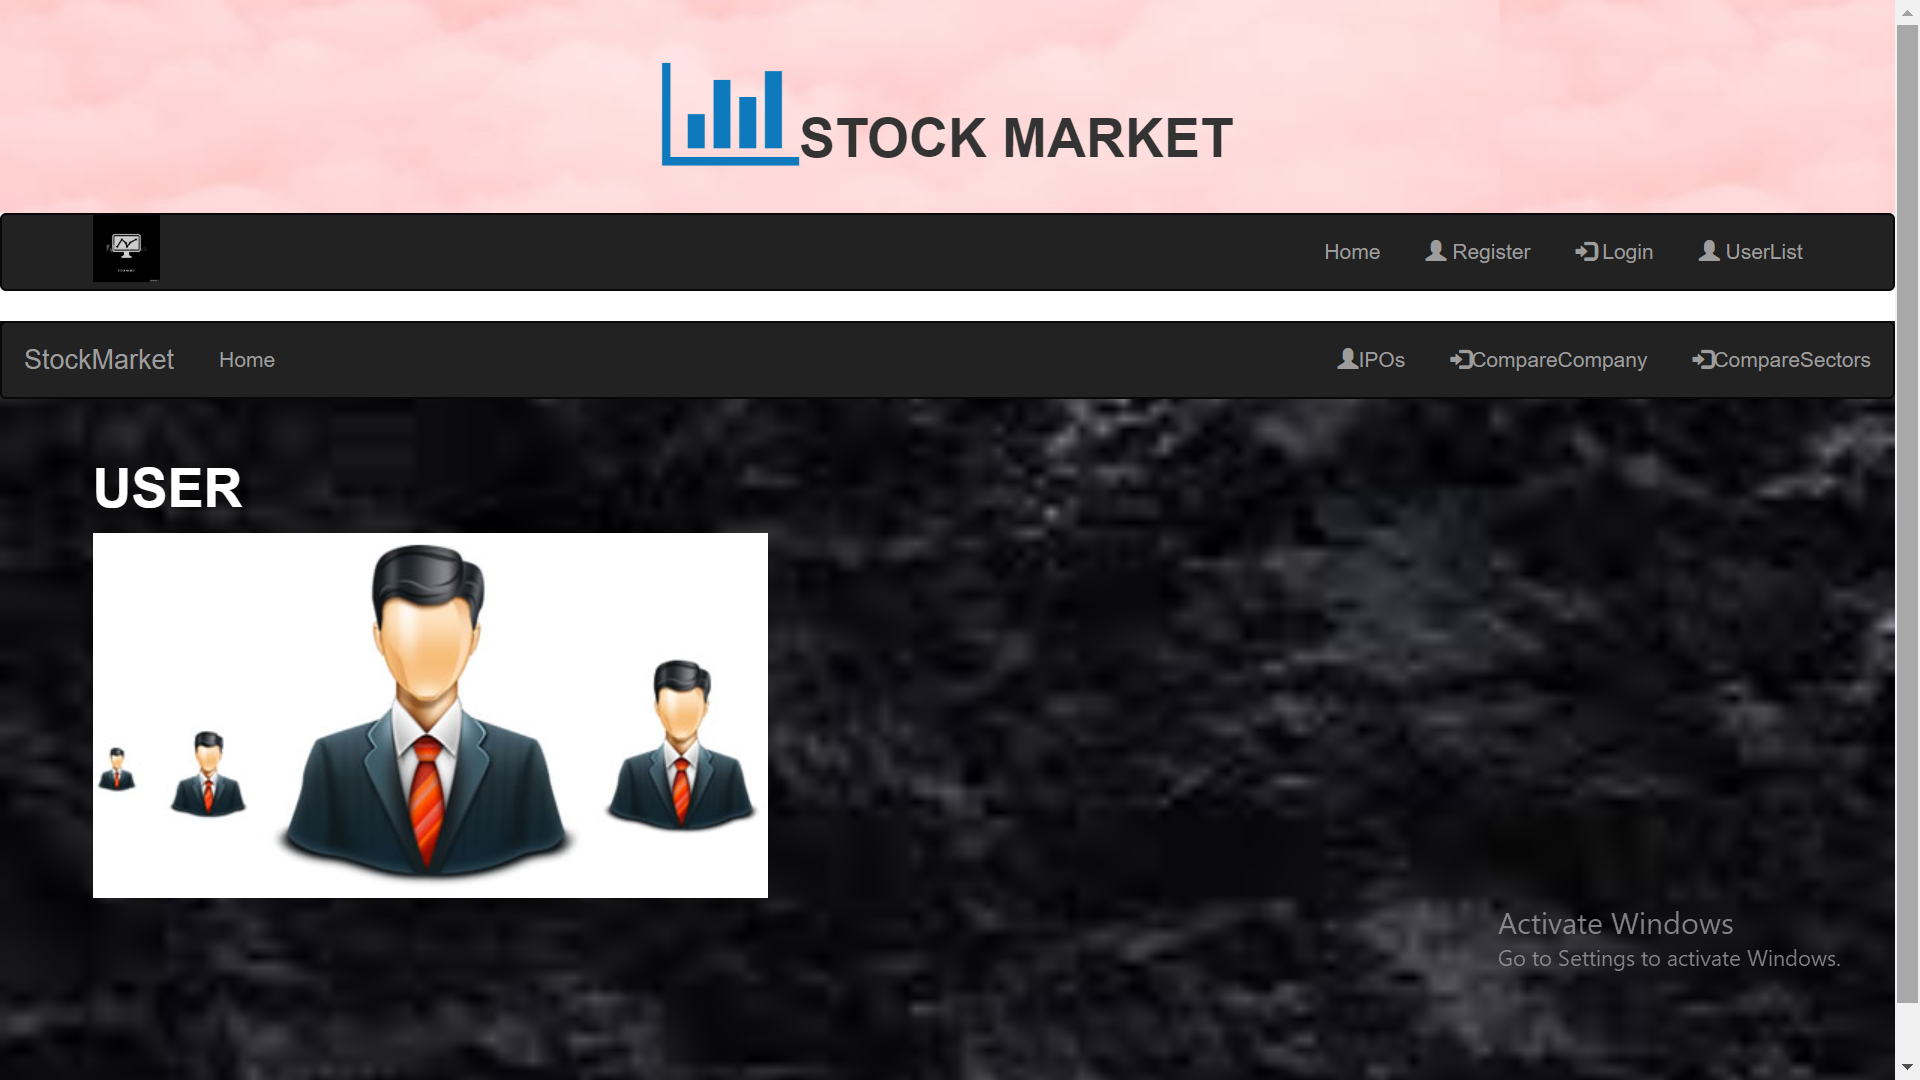 STOCK MARKET
Home Register Login UserList
StockMarket Home IPOs CompareCompany CompareSectors
USER
Activate Windows
Go to Settings to activate Windows.